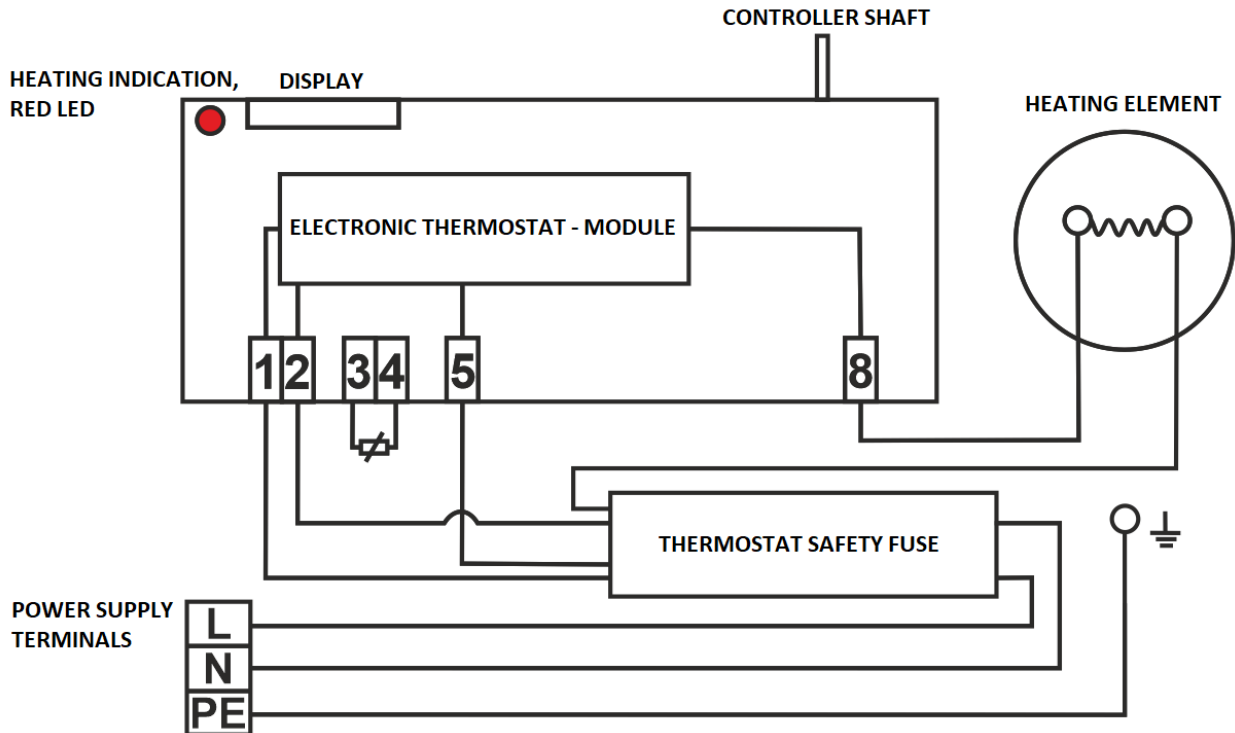 CONTROLLER SHAFT
HEATING INDICATION,
RED LED
DISPLAY
HEATING ELEMENT
ELECTRONIC THERMOSTAT - MODULE
1 2 3 4 5 8
THERMOSTAT SAFETY FUSE
POWER SUPPLY
TERMINALS
L
N
PE